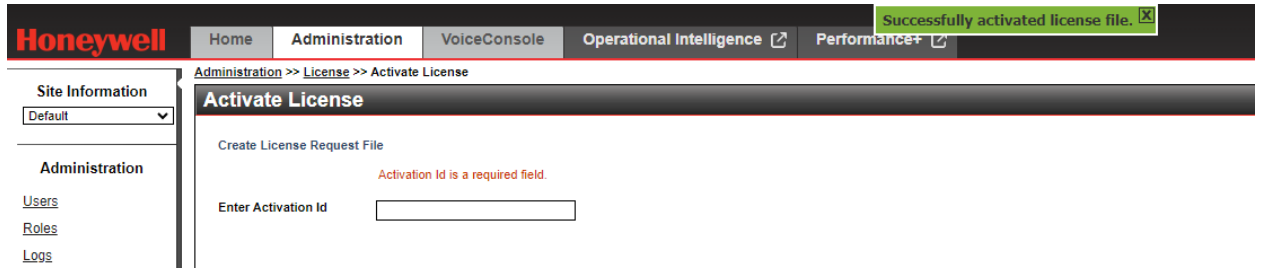 Successfully activated license file. X
Honeywell
Home Administration VoiceConsole Operational Intelligence Performance+
Administration >> License >> Activate License
Site Information
Default
Activate License
Create License Request File
Administration
Activation Id is a required field.
Users
Enter Activation Id
Roles
Logs